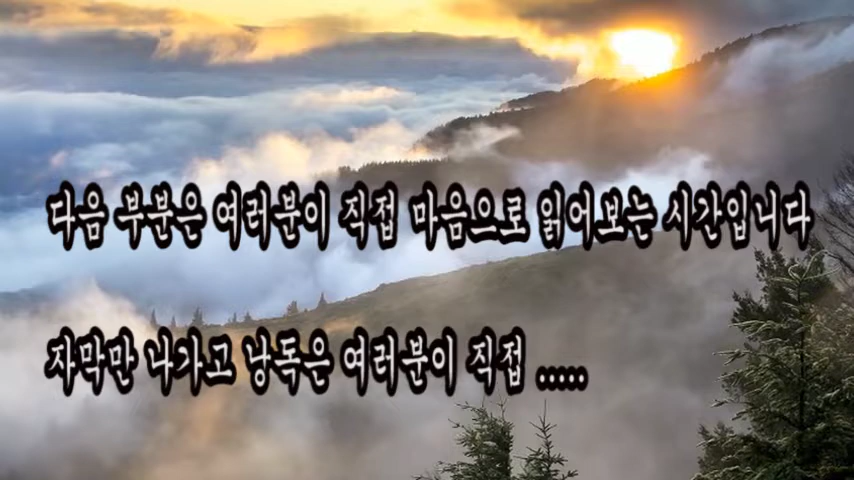 다음 부분은 여러분이 직접 마음으로 읽어보는 시간입니다
자막만 나가고 낭독은 여러분이 직접 .....